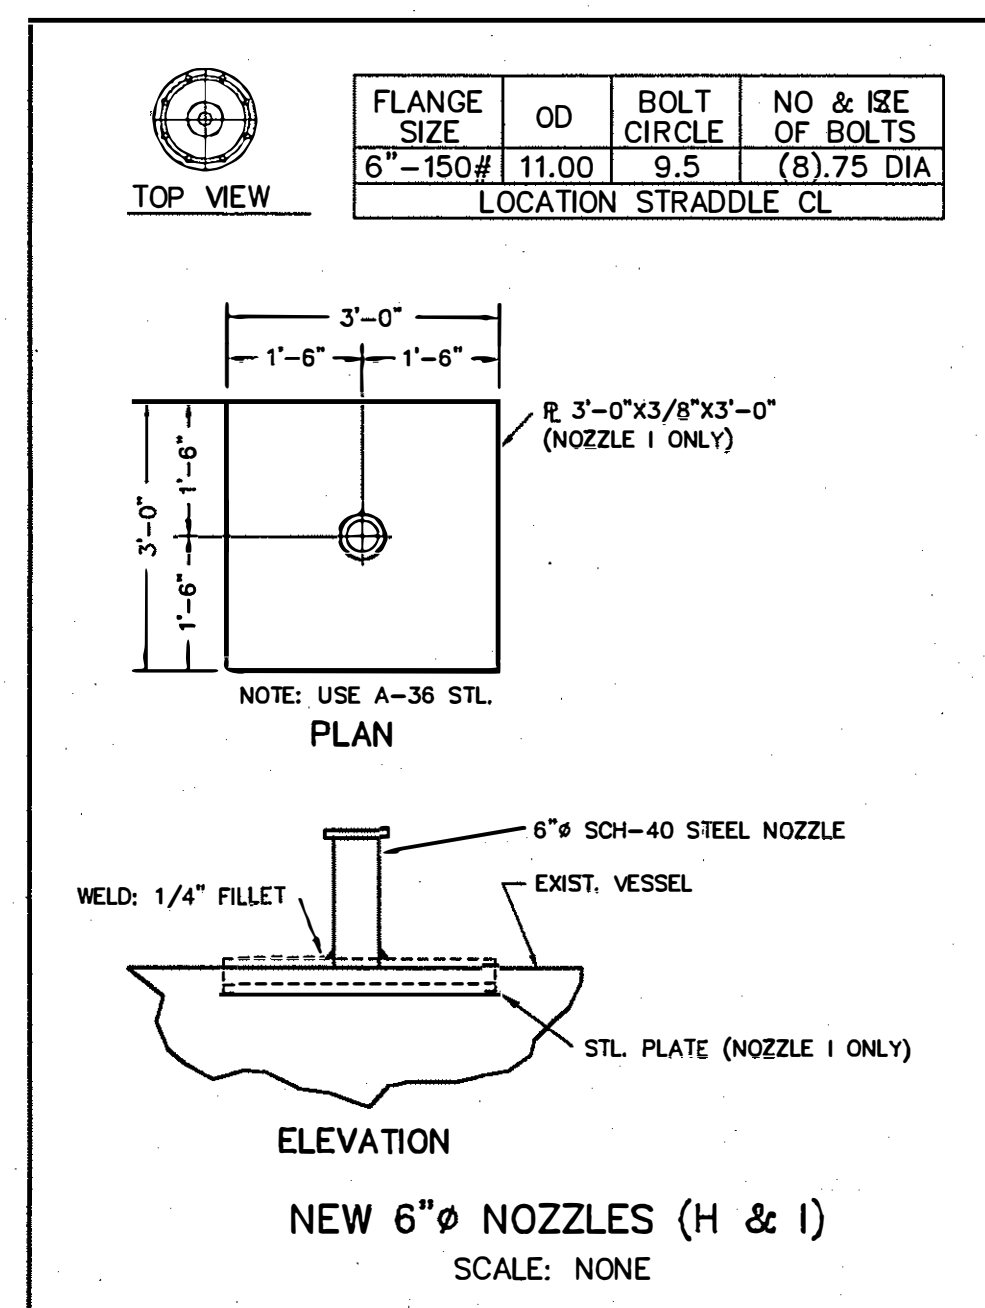 TOP VIEW
FLANGE SIZE OD BOLT CIRCLE NO & ISZE OF BOLTS
6"-150# 11.00 9.5 (8).75 DIA
LOCATION STRADDLE CL
3'-0"
1'-6" 1'-6"
℞ 3'-0"X3/8"X3'-0"
(NOZZLE I ONLY)
1'-6"
3'-0"
1'-6"
NOTE: USE A-36 STL.
PLAN
6"ø SCH-40 STEEL NOZZLE
EXIST. VESSEL
WELD: 1/4" FILLET
STL. PLATE (NOZZLE I ONLY)
ELEVATION
NEW 6"ø NOZZLES (H & I)
SCALE: NONE